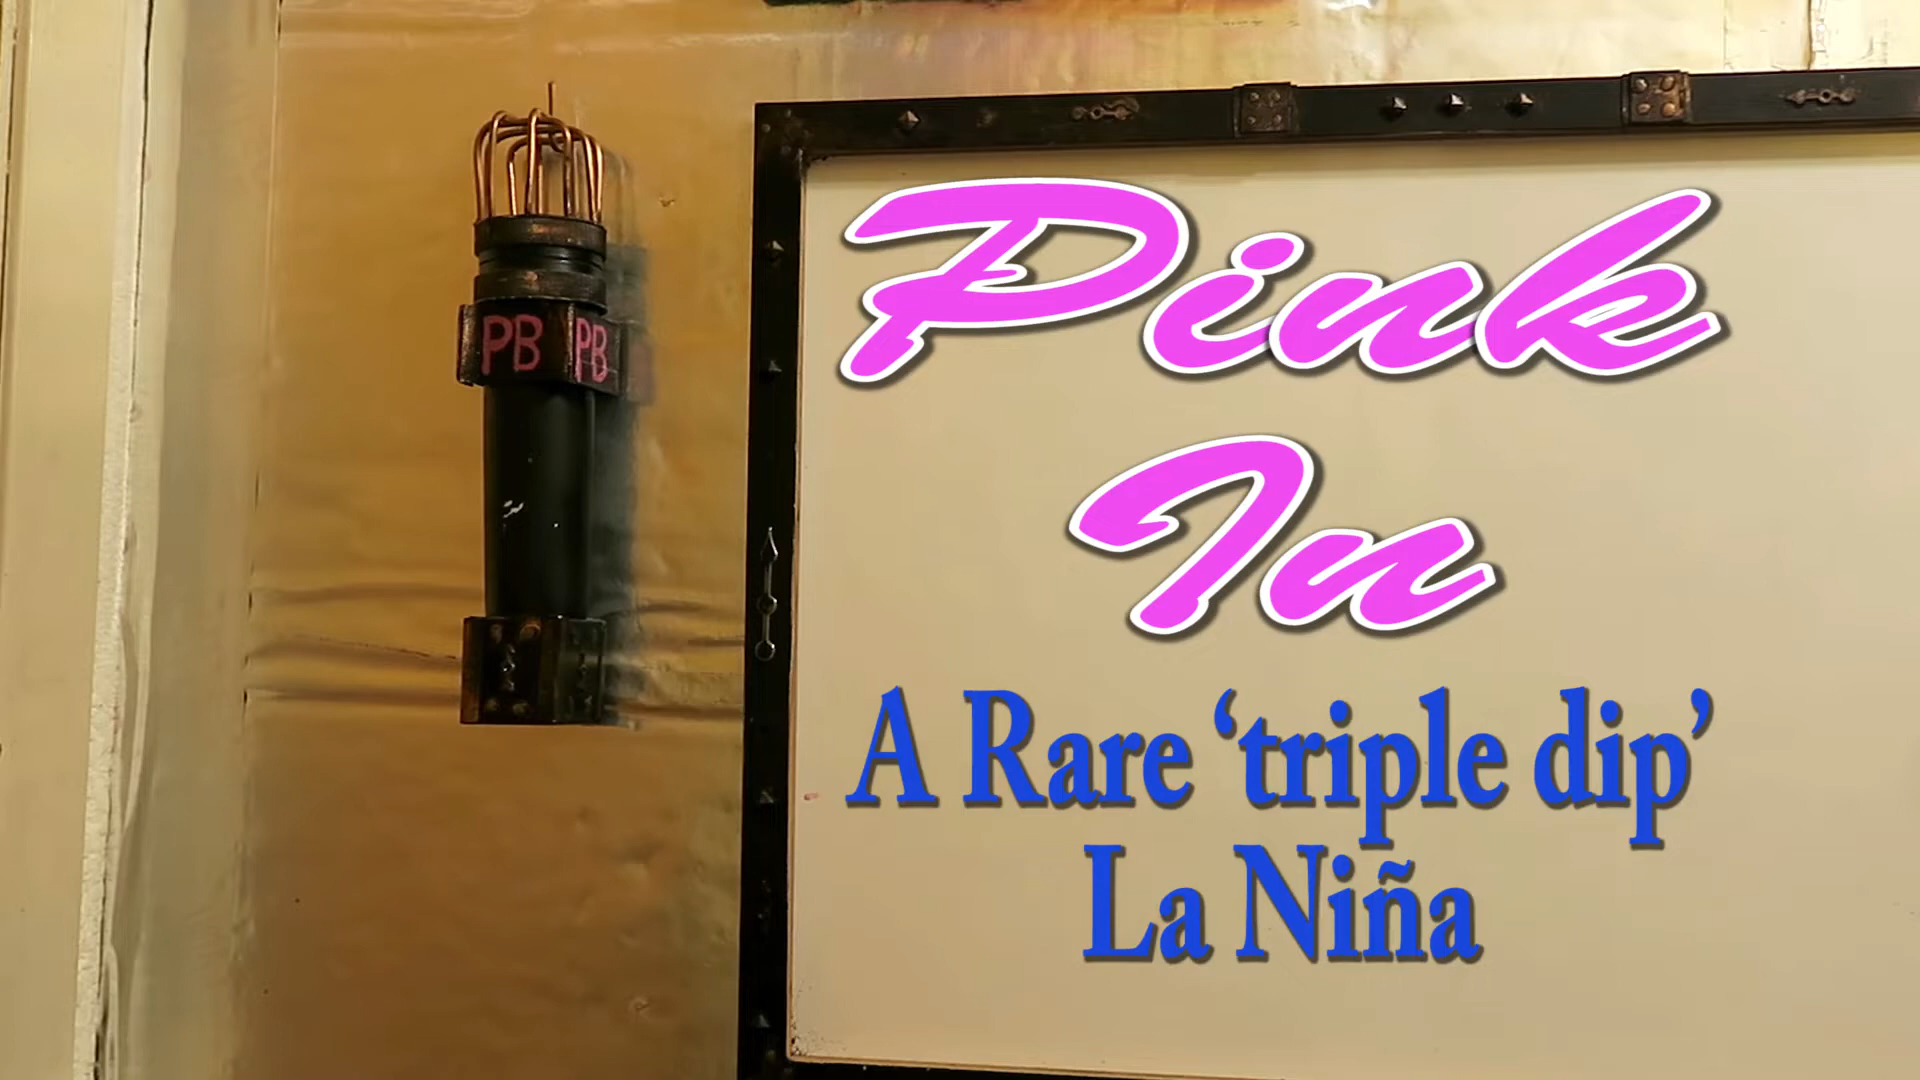 PB PB
Pink
In
A Rare ‘triple dip’
La Niña